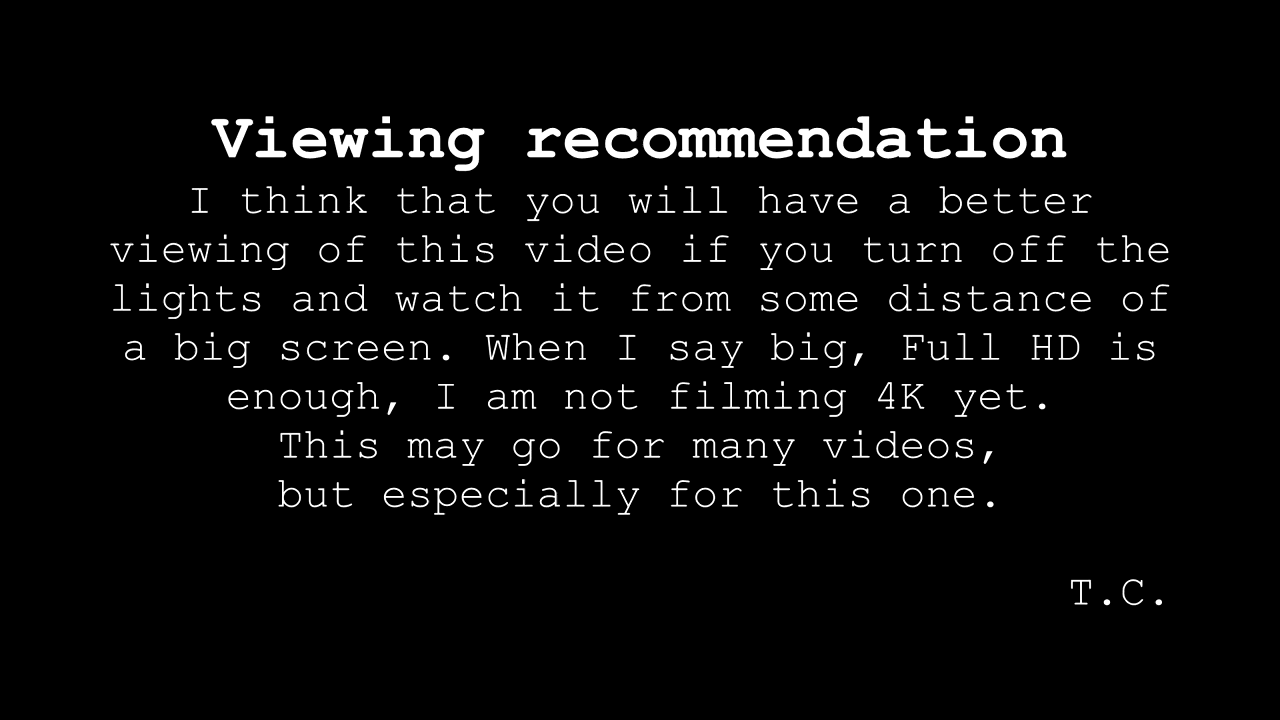 Viewing recommendation
I think that you will have a better
viewing of this video if you turn off the
lights and watch it from some distance of
a big screen. When I say big, Full HD is
enough, I am not filming 4K yet.
This may go for many videos,
but especially for this one.
T.C.